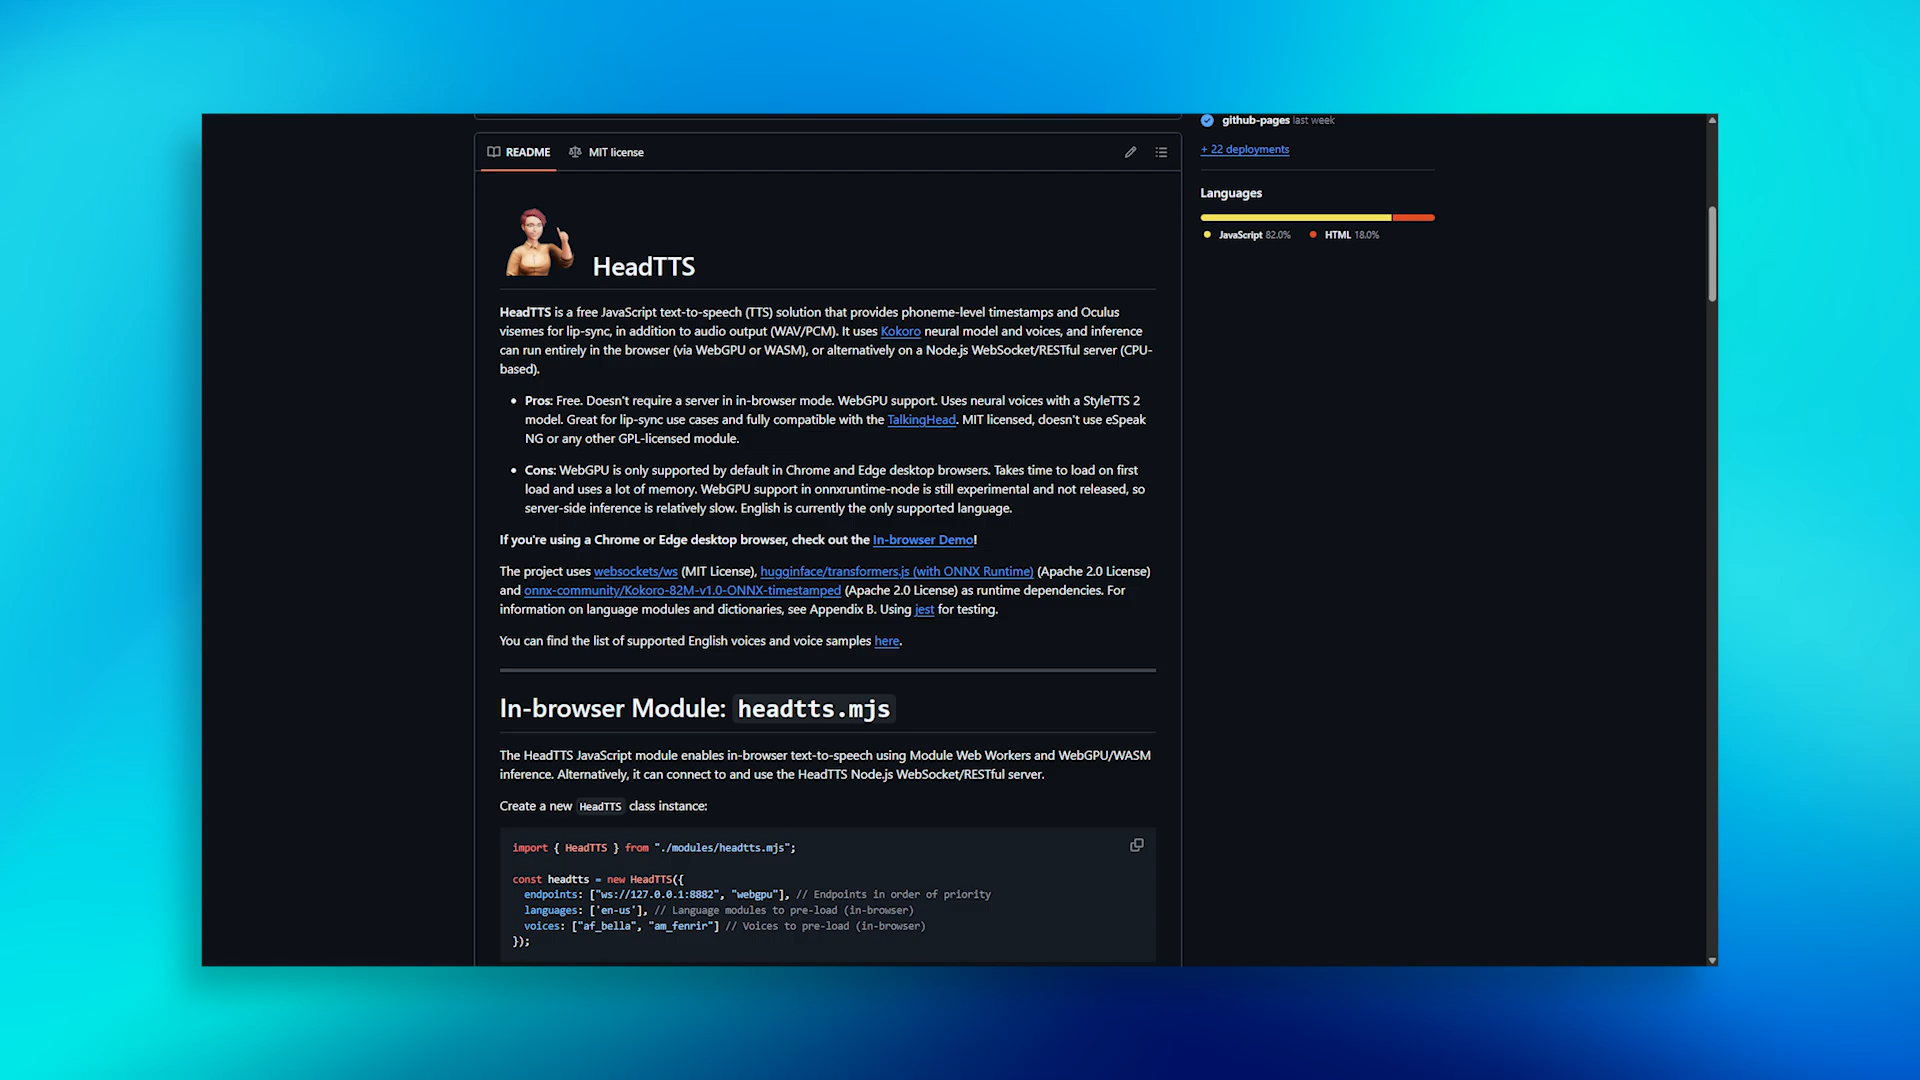 github-pages last week
README MIT license
+ 22 deployments
Languages
JavaScript 82.0% HTML 18.0%
HeadTTS
HeadTTS is a free JavaScript text-to-speech (TTS) solution that provides phoneme-level timestamps and Oculus
visemes for lip-sync, in addition to audio output (WAV/PCM). It uses Kokoro neural model and voices, and inference
can run entirely in the browser (via WebGPU or WASM), or alternatively on a Node.js WebSocket/RESTful server (CPU-
based).
• Pros: Free. Doesn't require a server in in-browser mode. WebGPU support. Uses neural voices with a StyleTTS 2
model. Great for lip-sync use cases and fully compatible with the TalkingHead. MIT licensed, doesn't use eSpeak
NG or any other GPL-licensed module.
• Cons: WebGPU is only supported by default in Chrome and Edge desktop browsers. Takes time to load on first
load and uses a lot of memory. WebGPU support in onnxruntime-node is still experimental and not released, so
server-side inference is relatively slow. English is currently the only supported language.
If you're using a Chrome or Edge desktop browser, check out the In-browser Demo!
The project uses websockets/ws (MIT License), hugginface/transformers.js (with ONNX Runtime) (Apache 2.0 License)
and onnx-community/Kokoro-82M-v1.0-ONNX-timestamped (Apache 2.0 License) as runtime dependencies. For
information on language modules and dictionaries, see Appendix B. Using jest for testing.
You can find the list of supported English voices and voice samples here.
In-browser Module: headtts.mjs
The HeadTTS JavaScript module enables in-browser text-to-speech using Module Web Workers and WebGPU/WASM
inference. Alternatively, it can connect to and use the HeadTTS Node.js WebSocket/RESTful server.
Create a new HeadTTS class instance:
import { HeadTTS } from "./modules/headtts.mjs";
const headtts = new HeadTTS({
endpoints: ["ws://127.0.0.1:8882", "webgpu"], // Endpoints in order of priority
languages: ['en-us'], // Language modules to pre-load (in-browser)
voices: ["af_bella", "am_fenrir"] // Voices to pre-load (in-browser)
});